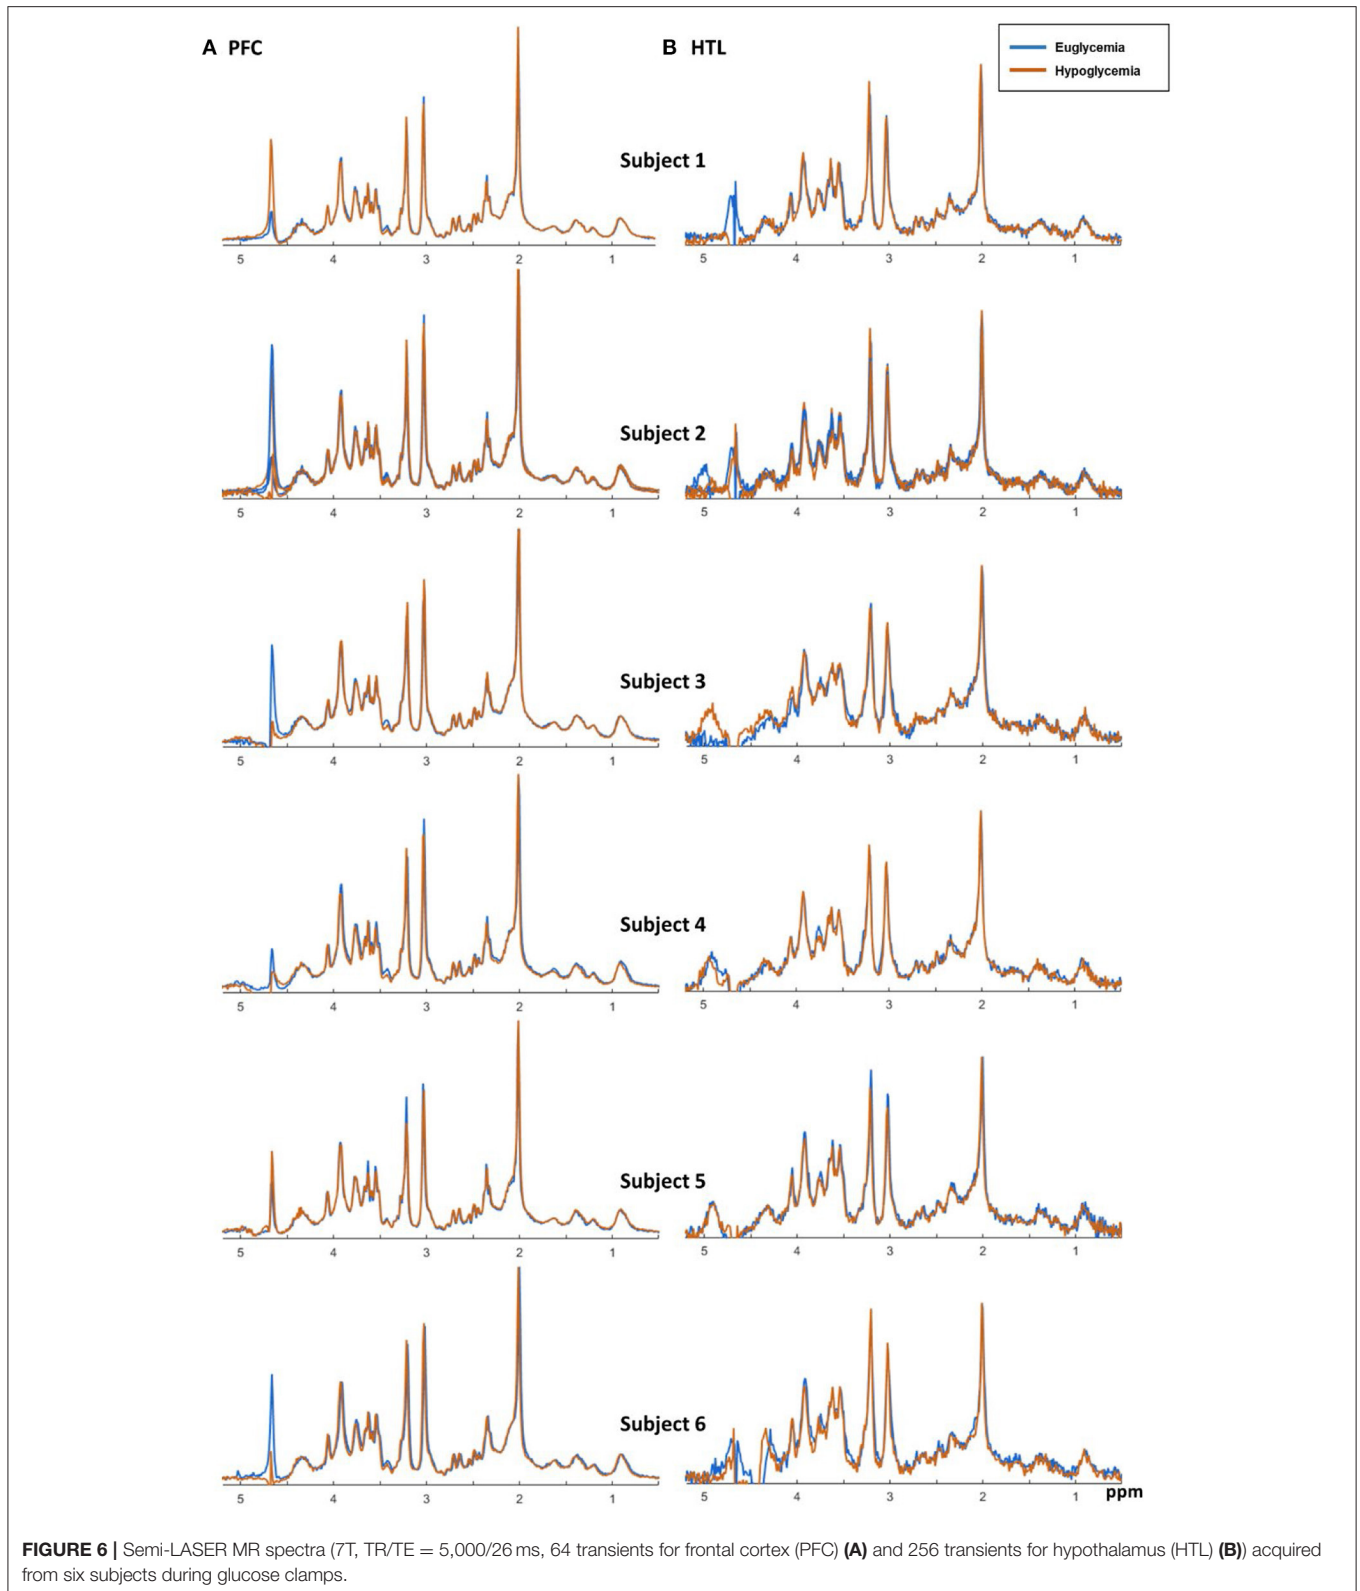 A PFC
B HTL
Euglycemia
Hypoglycemia
Subject 1
5 4 3 2 1
5 4 3 2 1
Subject 2
5 4 3 2 1
5 4 3 2 1
Subject 3
5 4 3 2 1
5 4 3 2 1
Subject 4
5 4 3 2 1
5 4 3 2 1
Subject 5
5 4 3 2 1
5 4 3 2 1
Subject 6
5 4 3 2 1
5 4 3 2 1 ppm
FIGURE 6 | Semi-LASER MR spectra (7T, TR/TE = 5,000/26 ms, 64 transients for frontal cortex (PFC) (A) and 256 transients for hypothalamus (HTL) (B)) acquired
from six subjects during glucose clamps.